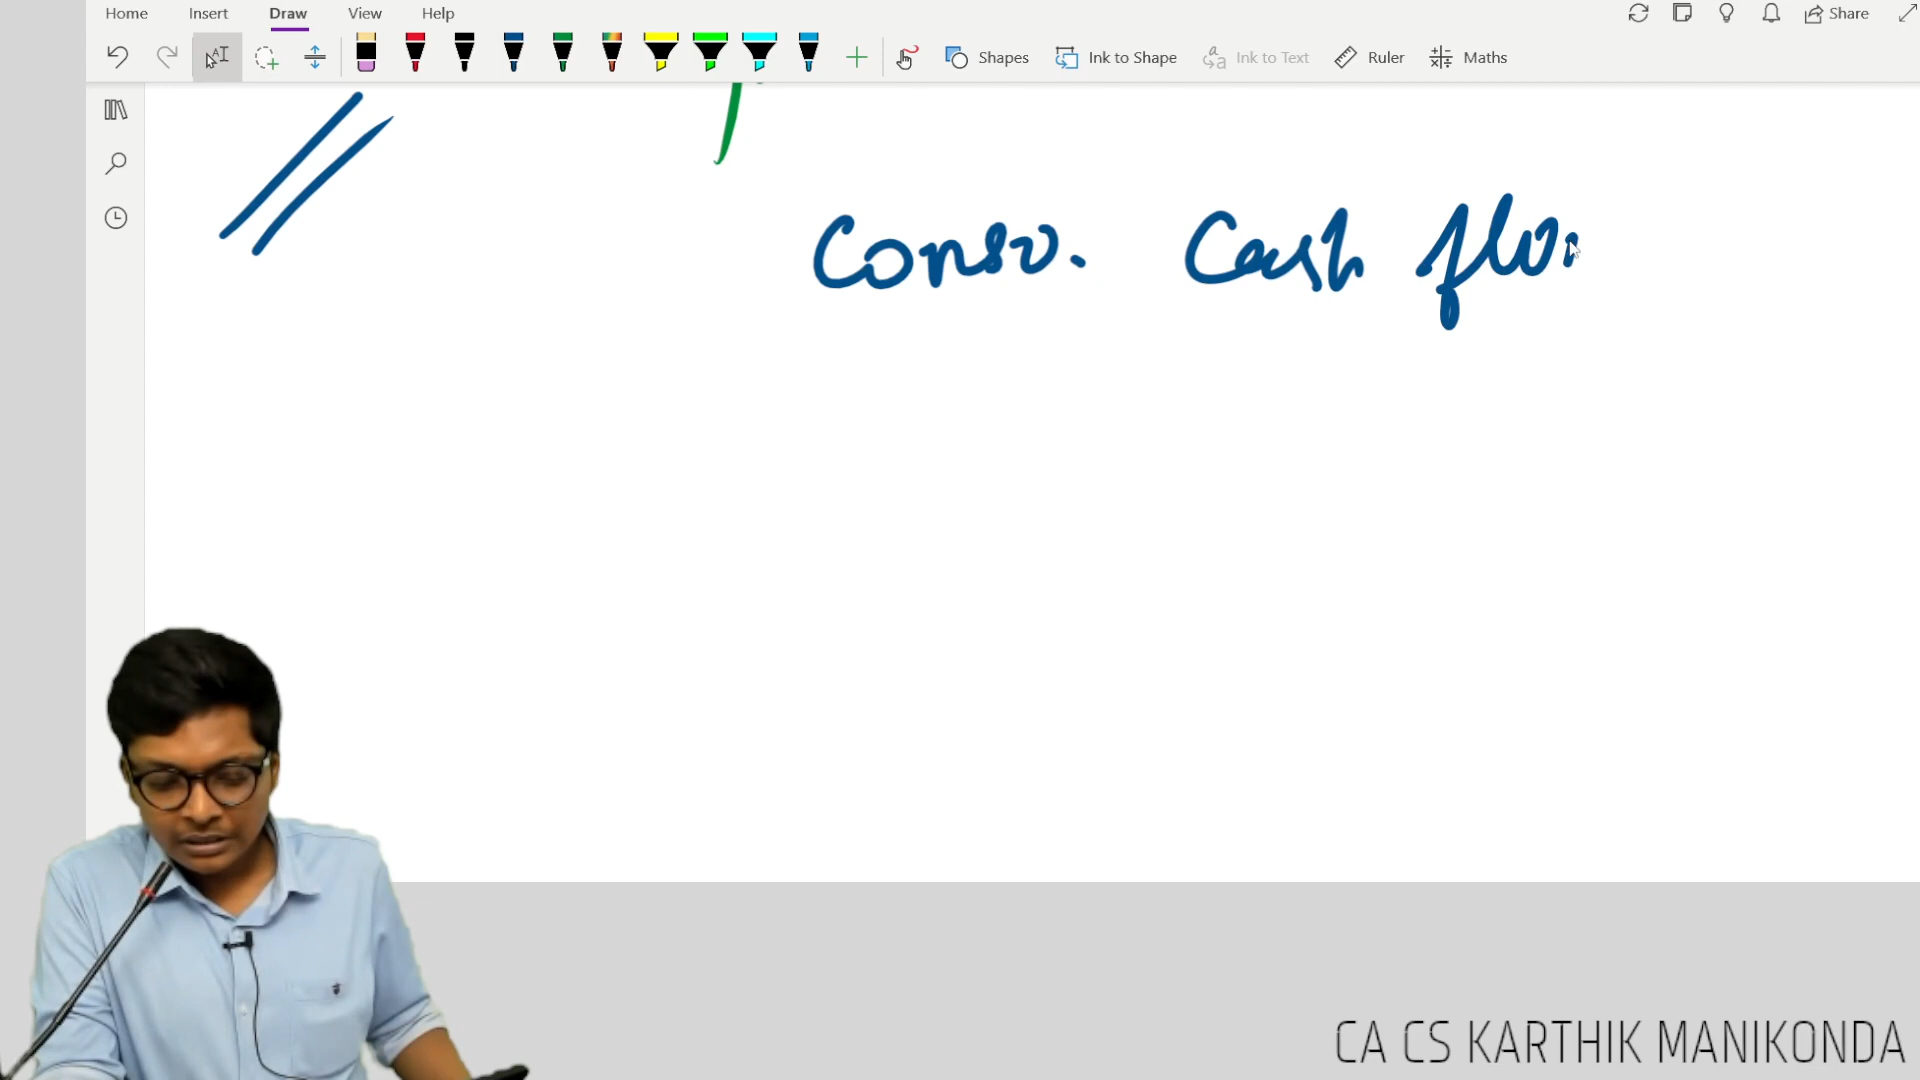 Home Insert Draw View Help Share
Shapes Ink to Shape Ink to Text Ruler Maths
Conso. Cash flo
CA CS KARTHIK MANIKONDA